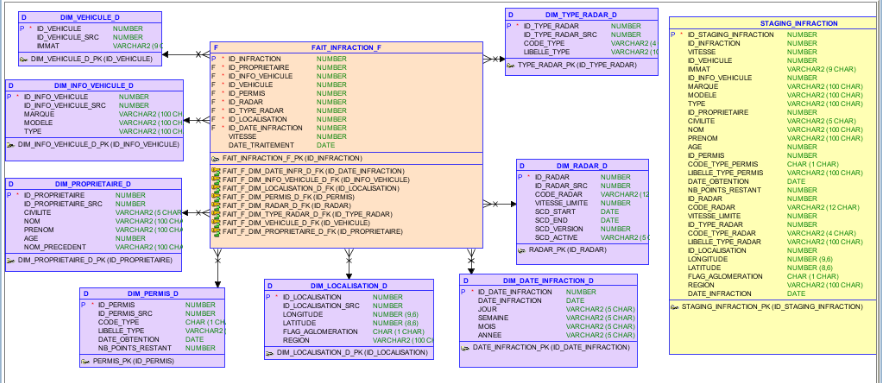 D DIM_VEHICULE_D
P * ID_VEHICULE NUMBER
ID_VEHICULE_SRC NUMBER
IMMAT VARCHAR2 (9
DIM_VEHICULE_D_PK (ID_VEHICULE)
D DIM_INFO_VEHICULE_D
P * ID_INFO_VEHICULE NUMBER
ID_INFO_VEHICULE_SRC NUMBER
MARQUE VARCHAR2 (100 CH
MODELE VARCHAR2 (100 CH
TYPE VARCHAR2 (100 CH
DIM_INFO_VEHICULE_D_PK (ID_INFO_VEHICULE)
D DIM_PROPRIETAIRE_D
P * ID_PROPRIETAIRE NUMBER
ID_PROPRIETAIRE_SRC NUMBER
CIVILITE VARCHAR2 (5 CHAR
NOM VARCHAR2 (100 CH
PRENOM VARCHAR2 (100 CH
AGE NUMBER
NOM_PRECEDENT VARCHAR2 (100 CH
DIM_PROPRIETAIRE_D_PK (ID_PROPRIETAIRE)
D DIM_PERMIS_D
P * ID_PERMIS NUMBER
ID_PERMIS_SRC NUMBER
CODE_TYPE CHAR (1 CH
LIBELLE_TYPE VARCHAR2
DATE_OBTENTION DATE
NB_POINTS_RESTANT NUMBER
PERMIS_PK (ID_PERMIS)
F FAIT_INFRACTION_F
P * ID_INFRACTION NUMBER
F * ID_PROPRIETAIRE NUMBER
F * ID_INFO_VEHICULE NUMBER
F * ID_VEHICULE NUMBER
F * ID_PERMIS NUMBER
F * ID_RADAR NUMBER
F * ID_TYPE_RADAR NUMBER
F * ID_LOCALISATION NUMBER
F * ID_DATE_INFRACTION NUMBER
VITESSE NUMBER
DATE_TRAITEMENT DATE
FAIT_INFRACTION_F_PK (ID_INFRACTION)
FAIT_F_DIM_DATE_INFR_D_FK (ID_DATE_INFRACTION)
FAIT_F_DIM_INFO_VEHICULE_D_FK (ID_INFO_VEHICULE)
FAIT_F_DIM_LOCALISATION_D_FK (ID_LOCALISATION)
FAIT_F_DIM_PERMIS_D_FK (ID_PERMIS)
FAIT_F_DIM_RADAR_D_FK (ID_RADAR)
FAIT_F_DIM_TYPE_RADAR_D_FK (ID_TYPE_RADAR)
FAIT_F_DIM_VEHICULE_D_FK (ID_VEHICULE)
FAIT_F_DIM_PROPRIETAIRE_D_FK (ID_PROPRIETAIRE)
D DIM_LOCALISATION_D
P * ID_LOCALISATION NUMBER
ID_LOCALISATION_SRC NUMBER
LONGITUDE NUMBER (9,6)
LATITUDE NUMBER (8,6)
FLAG_AGLOMERATION CHAR (1 CHAR)
REGION VARCHAR2 (100 C
DIM_LOCALISATION_D_PK (ID_LOCALISATION)
D DIM_TYPE_RADAR_D
P * ID_TYPE_RADAR NUMBER
ID_TYPE_RADAR_SRC NUMBER
CODE_TYPE VARCHAR2 (4
LIBELLE_TYPE VARCHAR2 (10
TYPE_RADAR_PK (ID_TYPE_RADAR)
D DIM_RADAR_D
P * ID_RADAR NUMBER
ID_RADAR_SRC NUMBER
CODE_RADAR VARCHAR2 (12
VITESSE_LIMITE NUMBER
SCD_START DATE
SCD_END DATE
SCD_VERSION NUMBER
SCD_ACTIVE VARCHAR2 (5
RADAR_PK (ID_RADAR)
D DIM_DATE_INFRACTION_D
P * ID_DATE_INFRACTION NUMBER
DATE_INFRACTION DATE
JOUR VARCHAR2 (5 CHAR)
SEMAINE VARCHAR2 (5 CHAR)
MOIS VARCHAR2 (5 CHAR)
ANNEE VARCHAR2 (5 CHAR)
DATE_INFRACTION_PK (ID_DATE_INFRACTION)
STAGING_INFRACTION
P * ID_STAGING_INFRACTION NUMBER
ID_INFRACTION NUMBER
VITESSE NUMBER
ID_VEHICULE NUMBER
IMMAT VARCHAR2 (9 CHAR)
ID_INFO_VEHICULE NUMBER
MARQUE VARCHAR2 (100 CHAR)
MODELE VARCHAR2 (100 CHAR)
TYPE VARCHAR2 (100 CHAR)
ID_PROPRIETAIRE NUMBER
CIVILITE VARCHAR2 (5 CHAR)
NOM VARCHAR2 (100 CHAR)
PRENOM VARCHAR2 (100 CHAR)
AGE NUMBER
ID_PERMIS NUMBER
CODE_TYPE_PERMIS CHAR (1 CHAR)
LIBELLE_TYPE_PERMIS VARCHAR2 (100 CHAR)
DATE_OBTENTION DATE
NB_POINTS_RESTANT NUMBER
ID_RADAR NUMBER
CODE_RADAR VARCHAR2 (12 CHAR)
VITESSE_LIMITE NUMBER
ID_TYPE_RADAR NUMBER
CODE_TYPE_RADAR VARCHAR2 (4 CHAR)
LIBELLE_TYPE_RADAR VARCHAR2 (100 CHAR)
ID_LOCALISATION NUMBER
LONGITUDE NUMBER (9,6)
LATITUDE NUMBER (8,6)
FLAG_AGLOMERATION CHAR (1 CHAR)
REGION VARCHAR2 (100 CHAR)
DATE_INFRACTION DATE
STAGING_INFRACTION_PK (ID_STAGING_INFRACTION)